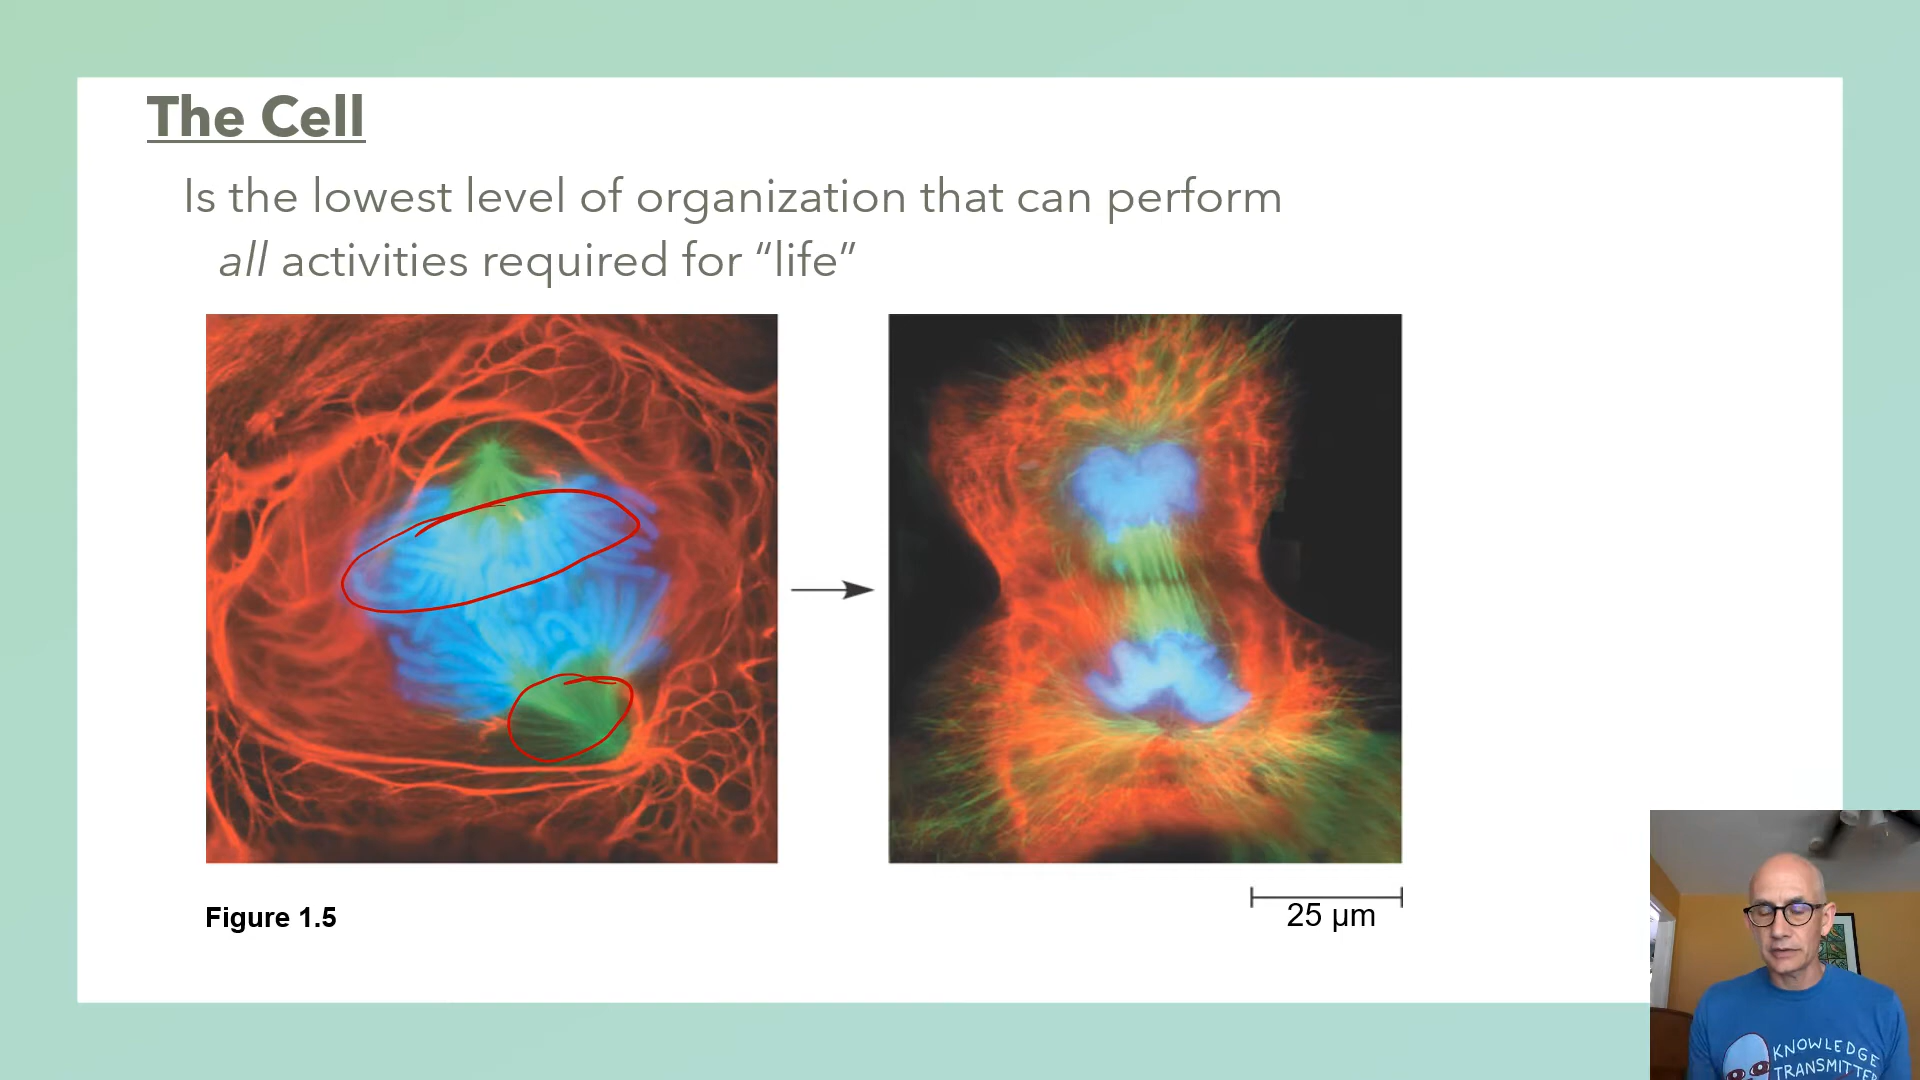 The Cell
Is the lowest level of organization that can perform
all activities required for “life”
Figure 1.5
25 μm
KNOWLEDGE
TRANSMITTE